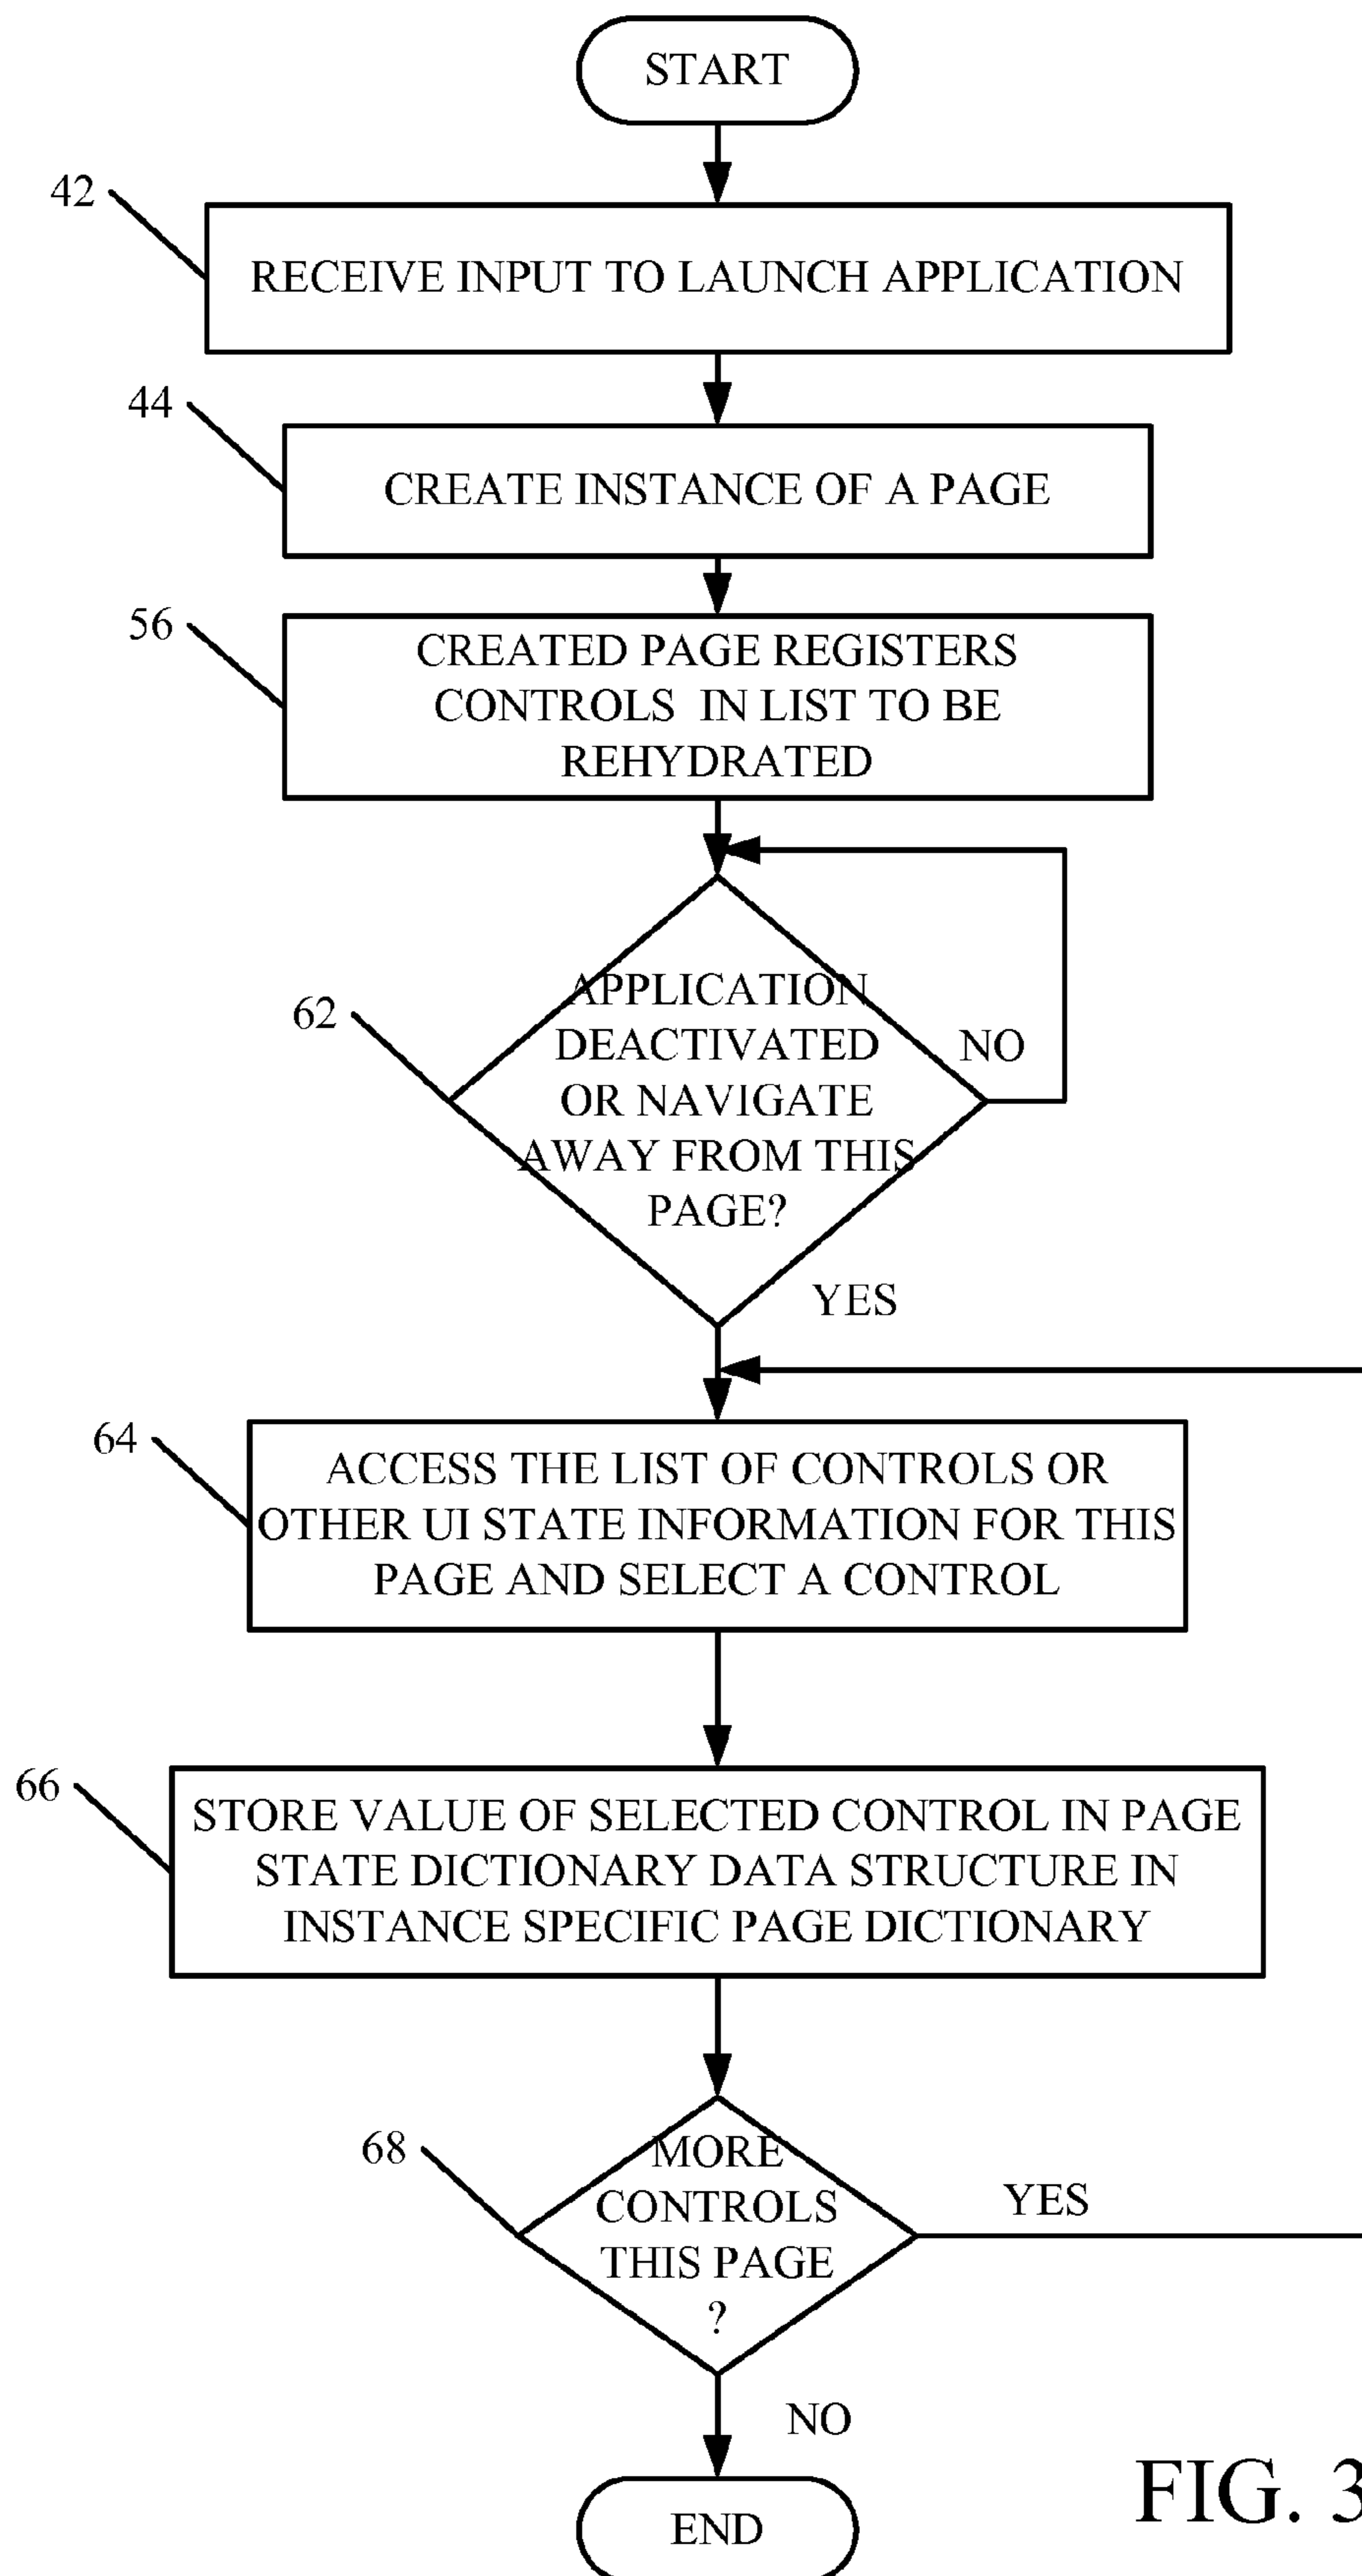 START
42
RECEIVE INPUT TO LAUNCH APPLICATION
44
CREATE INSTANCE OF A PAGE
56
CREATED PAGE REGISTERS
CONTROLS IN LIST TO BE
REHYDRATED
62
APPLICATION
DEACTIVATED
OR NAVIGATE
AWAY FROM THIS
PAGE?
NO
YES
64
ACCESS THE LIST OF CONTROLS OR
OTHER UI STATE INFORMATION FOR THIS
PAGE AND SELECT A CONTROL
66
STORE VALUE OF SELECTED CONTROL IN PAGE
STATE DICTIONARY DATA STRUCTURE IN
INSTANCE SPECIFIC PAGE DICTIONARY
68
MORE
CONTROLS
THIS PAGE
?
YES
NO
END
FIG. 3